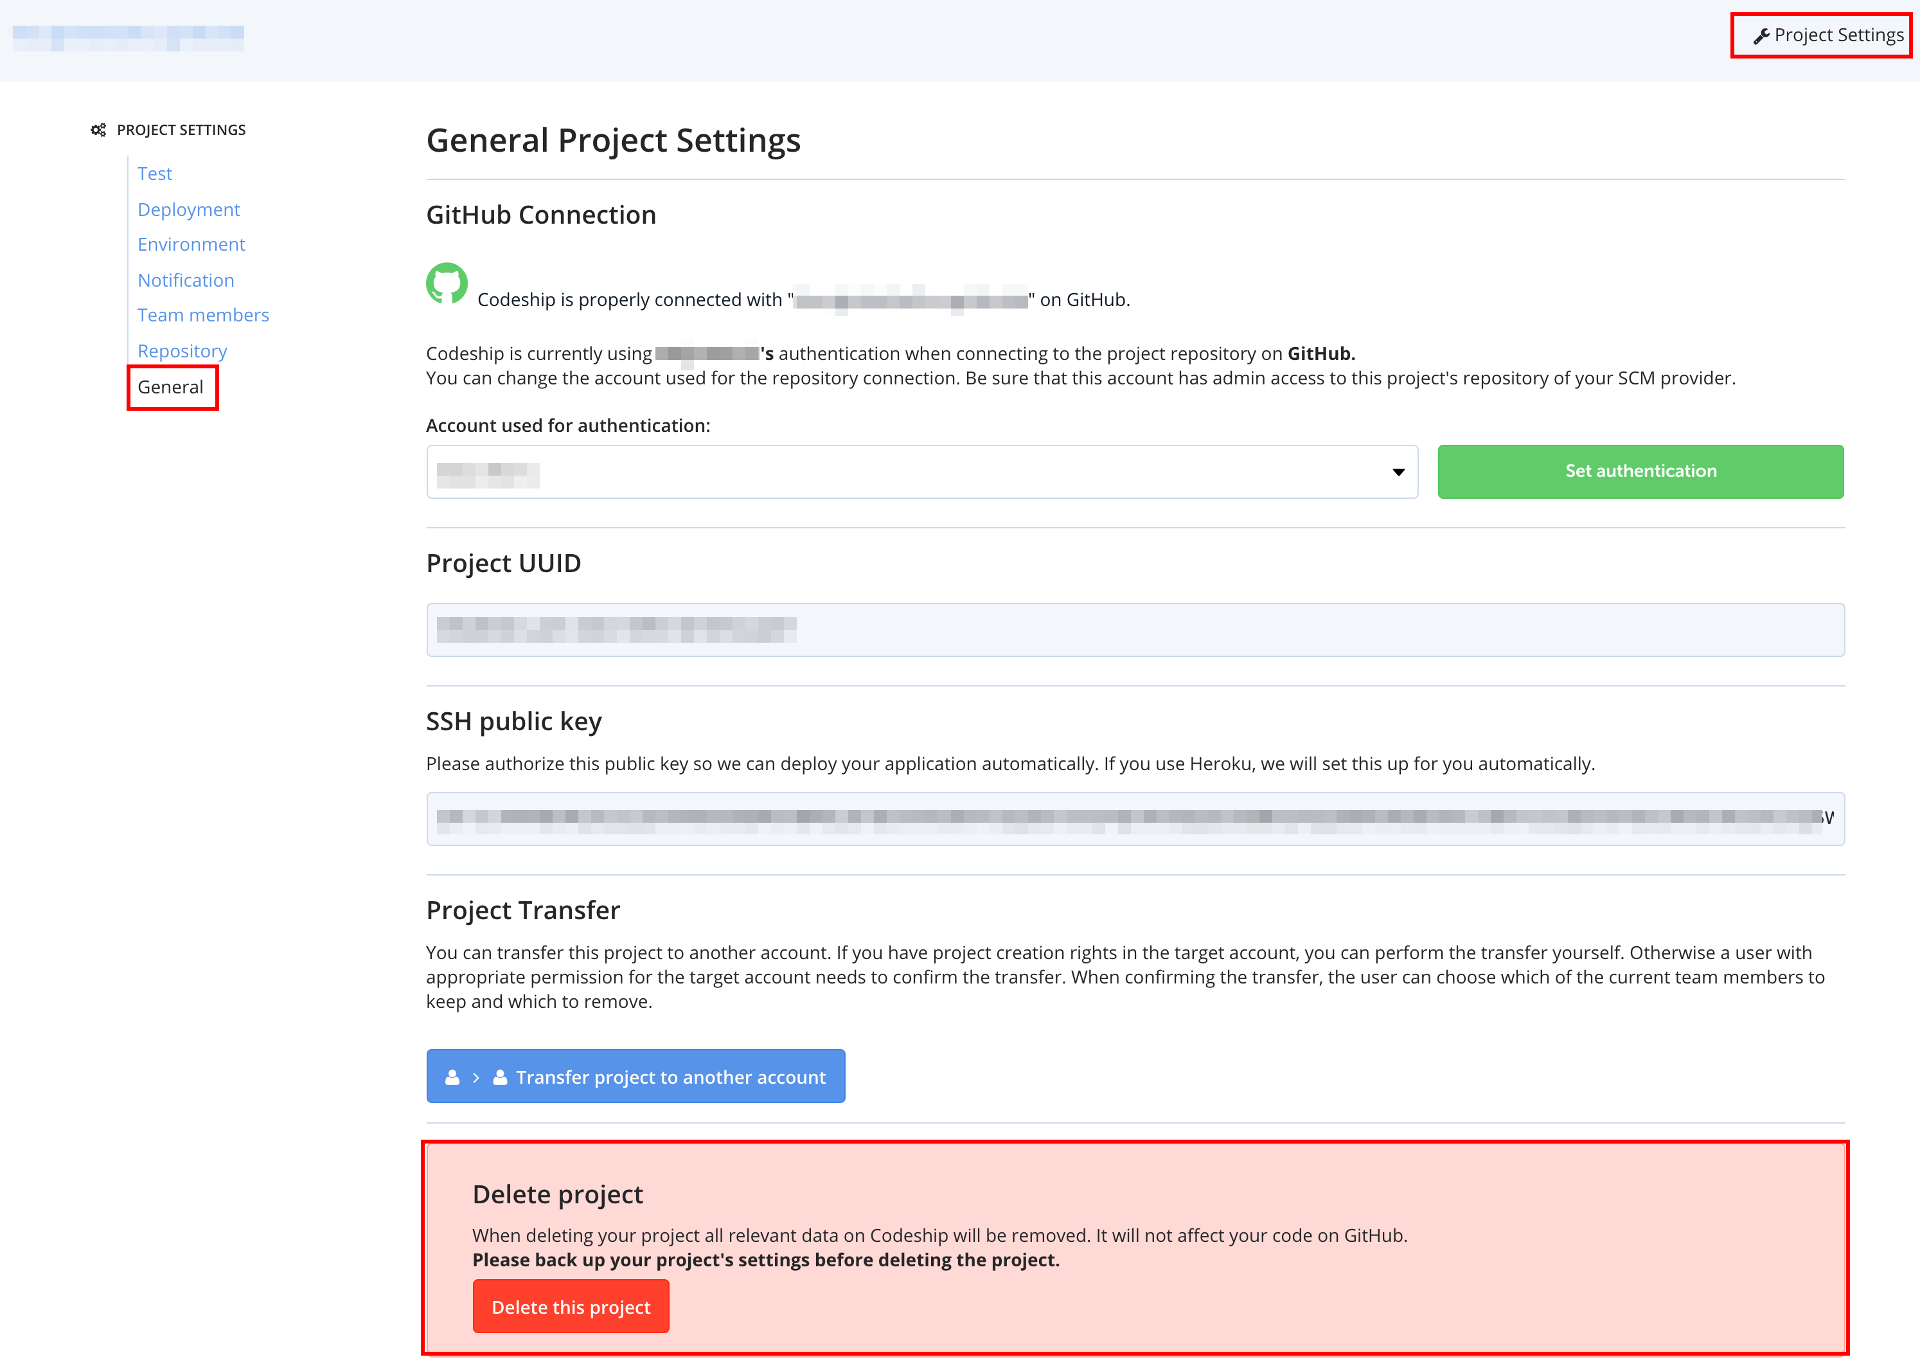 Project Settings
PROJECT SETTINGS
Test
Deployment
Environment
Notification
Team members
Repository
General
General Project Settings
GitHub Connection
Codeship is properly connected with "" on GitHub.
Codeship is currently using 's authentication when connecting to the project repository on GitHub.
You can change the account used for the repository connection. Be sure that this account has admin access to this project's repository of your SCM provider.
Account used for authentication:
Set authentication
Project UUID
SSH public key
Please authorize this public key so we can deploy your application automatically. If you use Heroku, we will set this up for you automatically.
Project Transfer
You can transfer this project to another account. If you have project creation rights in the target account, you can perform the transfer yourself. Otherwise a user with
appropriate permission for the target account needs to confirm the transfer. When confirming the transfer, the user can choose which of the current team members to
keep and which to remove.
Transfer project to another account
Delete project
When deleting your project all relevant data on Codeship will be removed. It will not affect your code on GitHub.
Please back up your project's settings before deleting the project.
Delete this project